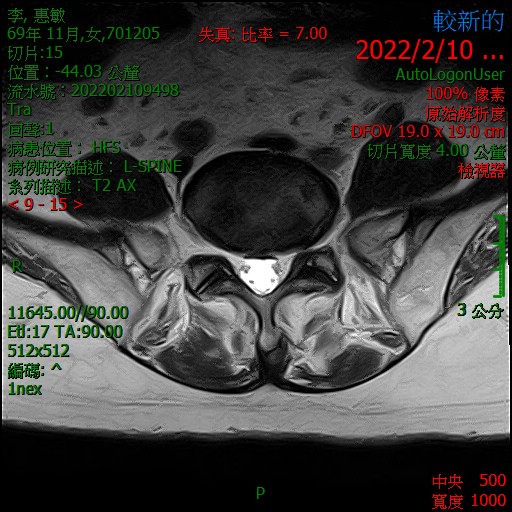 李, 惠敏
69年 11月,女,701205
切片:15
位置：-44.03 公釐
流水號：202202109498
Tra
回聲:1
病患位置： HFS
病例研究描述： L-SPINE
系列描述： T2 AX
< 9 - 15 >
失真: 比率 = 7.00
較新的
2022/2/10 ...
AutoLogonUser
100% 像素
原始解析度
DFOV 19.0 x 19.0 cm
切片寬度 4.00 公釐
檢視器
R
3 公分
11645.00//90.00
Etl:17 TA:90.00
512x512
編碼: ^
1nex
P
中央 500
寬度 1000